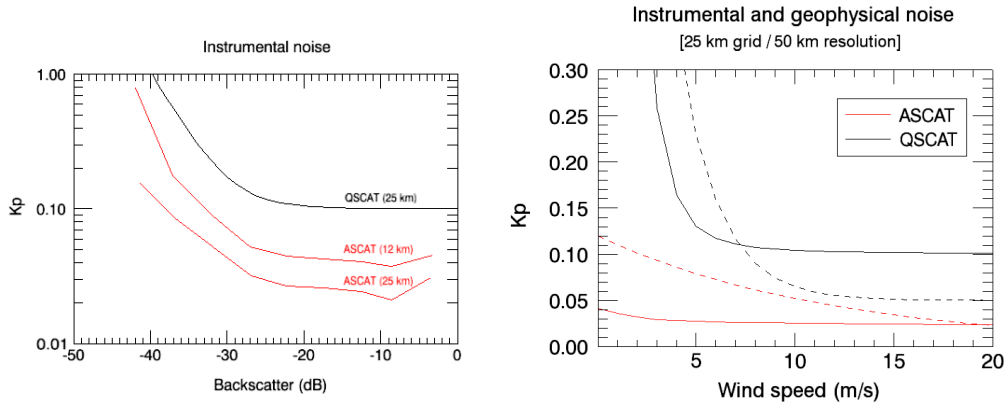 Instrumental noise
1.00
0.10
0.01
Kp
QSCAT (25 km)
ASCAT (12 km)
ASCAT (25 km)
-50
-40
-30
-20
-10
0
Backscatter (dB)
Instrumental and geophysical noise
[25 km grid / 50 km resolution]
0.30
0.25
0.20
0.15
0.10
0.05
0.00
Kp
ASCAT
QSCAT
5
10
15
20
Wind speed (m/s)